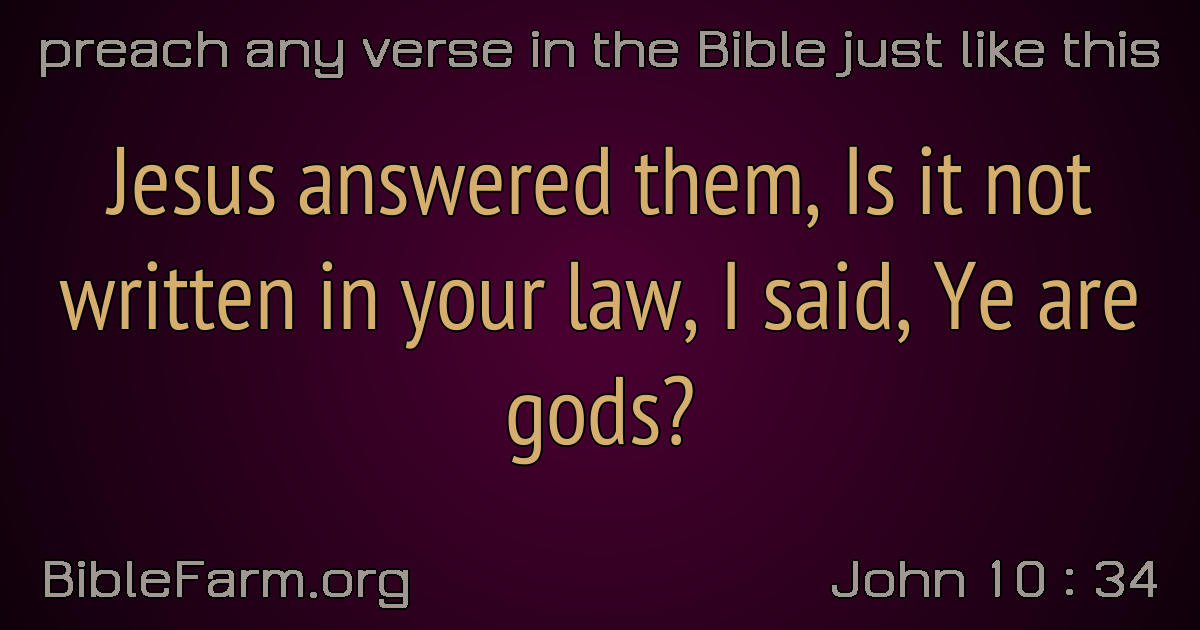 preach any verse in the Bible just like this
Jesus answered them, Is it not
written in your law, I said, Ye are
gods?
BibleFarm.org
John 10 : 34